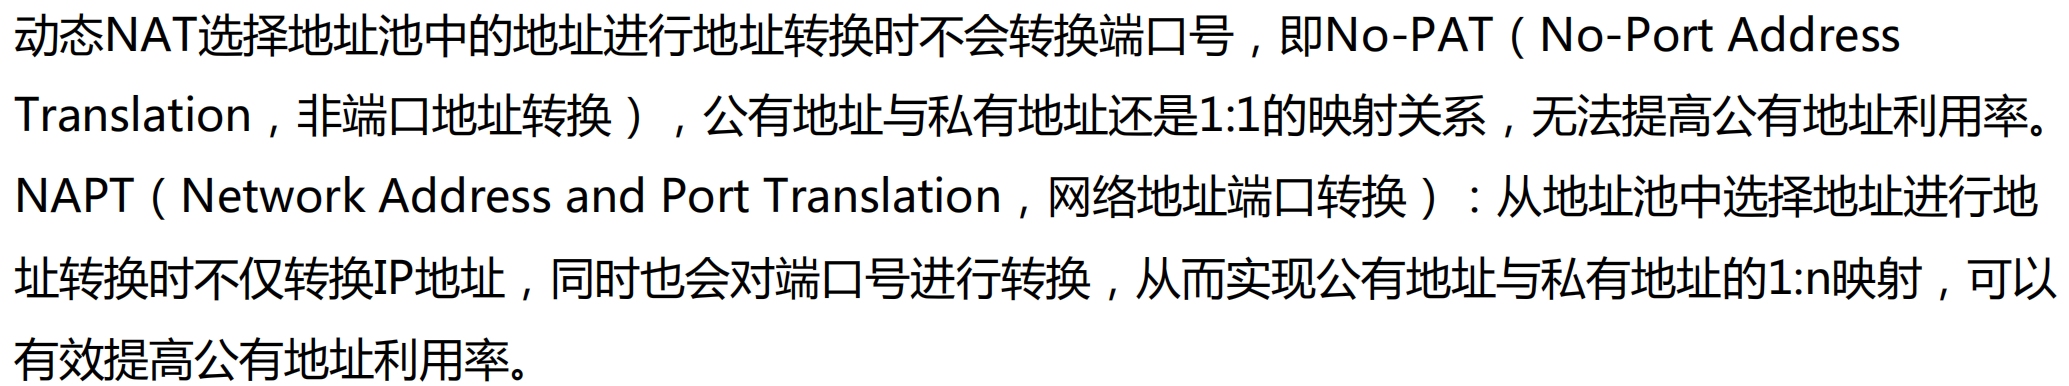 动态NAT选择地址池中的地址进行地址转换时不会转换端口号，即No-PAT（No-Port Address
Translation，非端口地址转换），公有地址与私有地址还是1:1的映射关系，无法提高公有地址利用率。
NAPT（Network Address and Port Translation，网络地址端口转换）：从地址池中选择地址进行地
址转换时不仅转换IP地址，同时也会对端口号进行转换，从而实现公有地址与私有地址的1:n映射，可以
有效提高公有地址利用率。